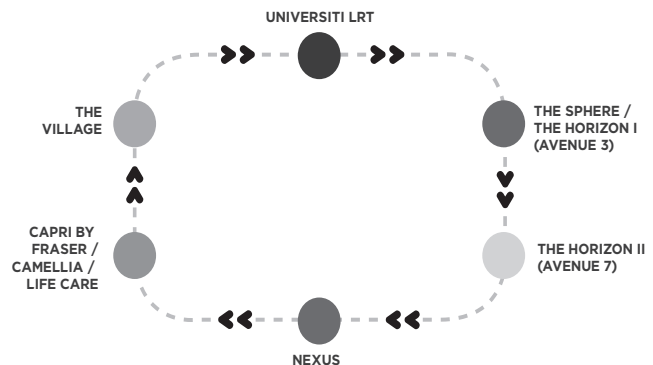 UNIVERSITI LRT
THE
VILLAGE
THE SPHERE /
THE HORIZON I
(AVENUE 3)
CAPRI BY
FRASER /
CAMELLIA /
LIFE CARE
THE HORIZON II
(AVENUE 7)
NEXUS